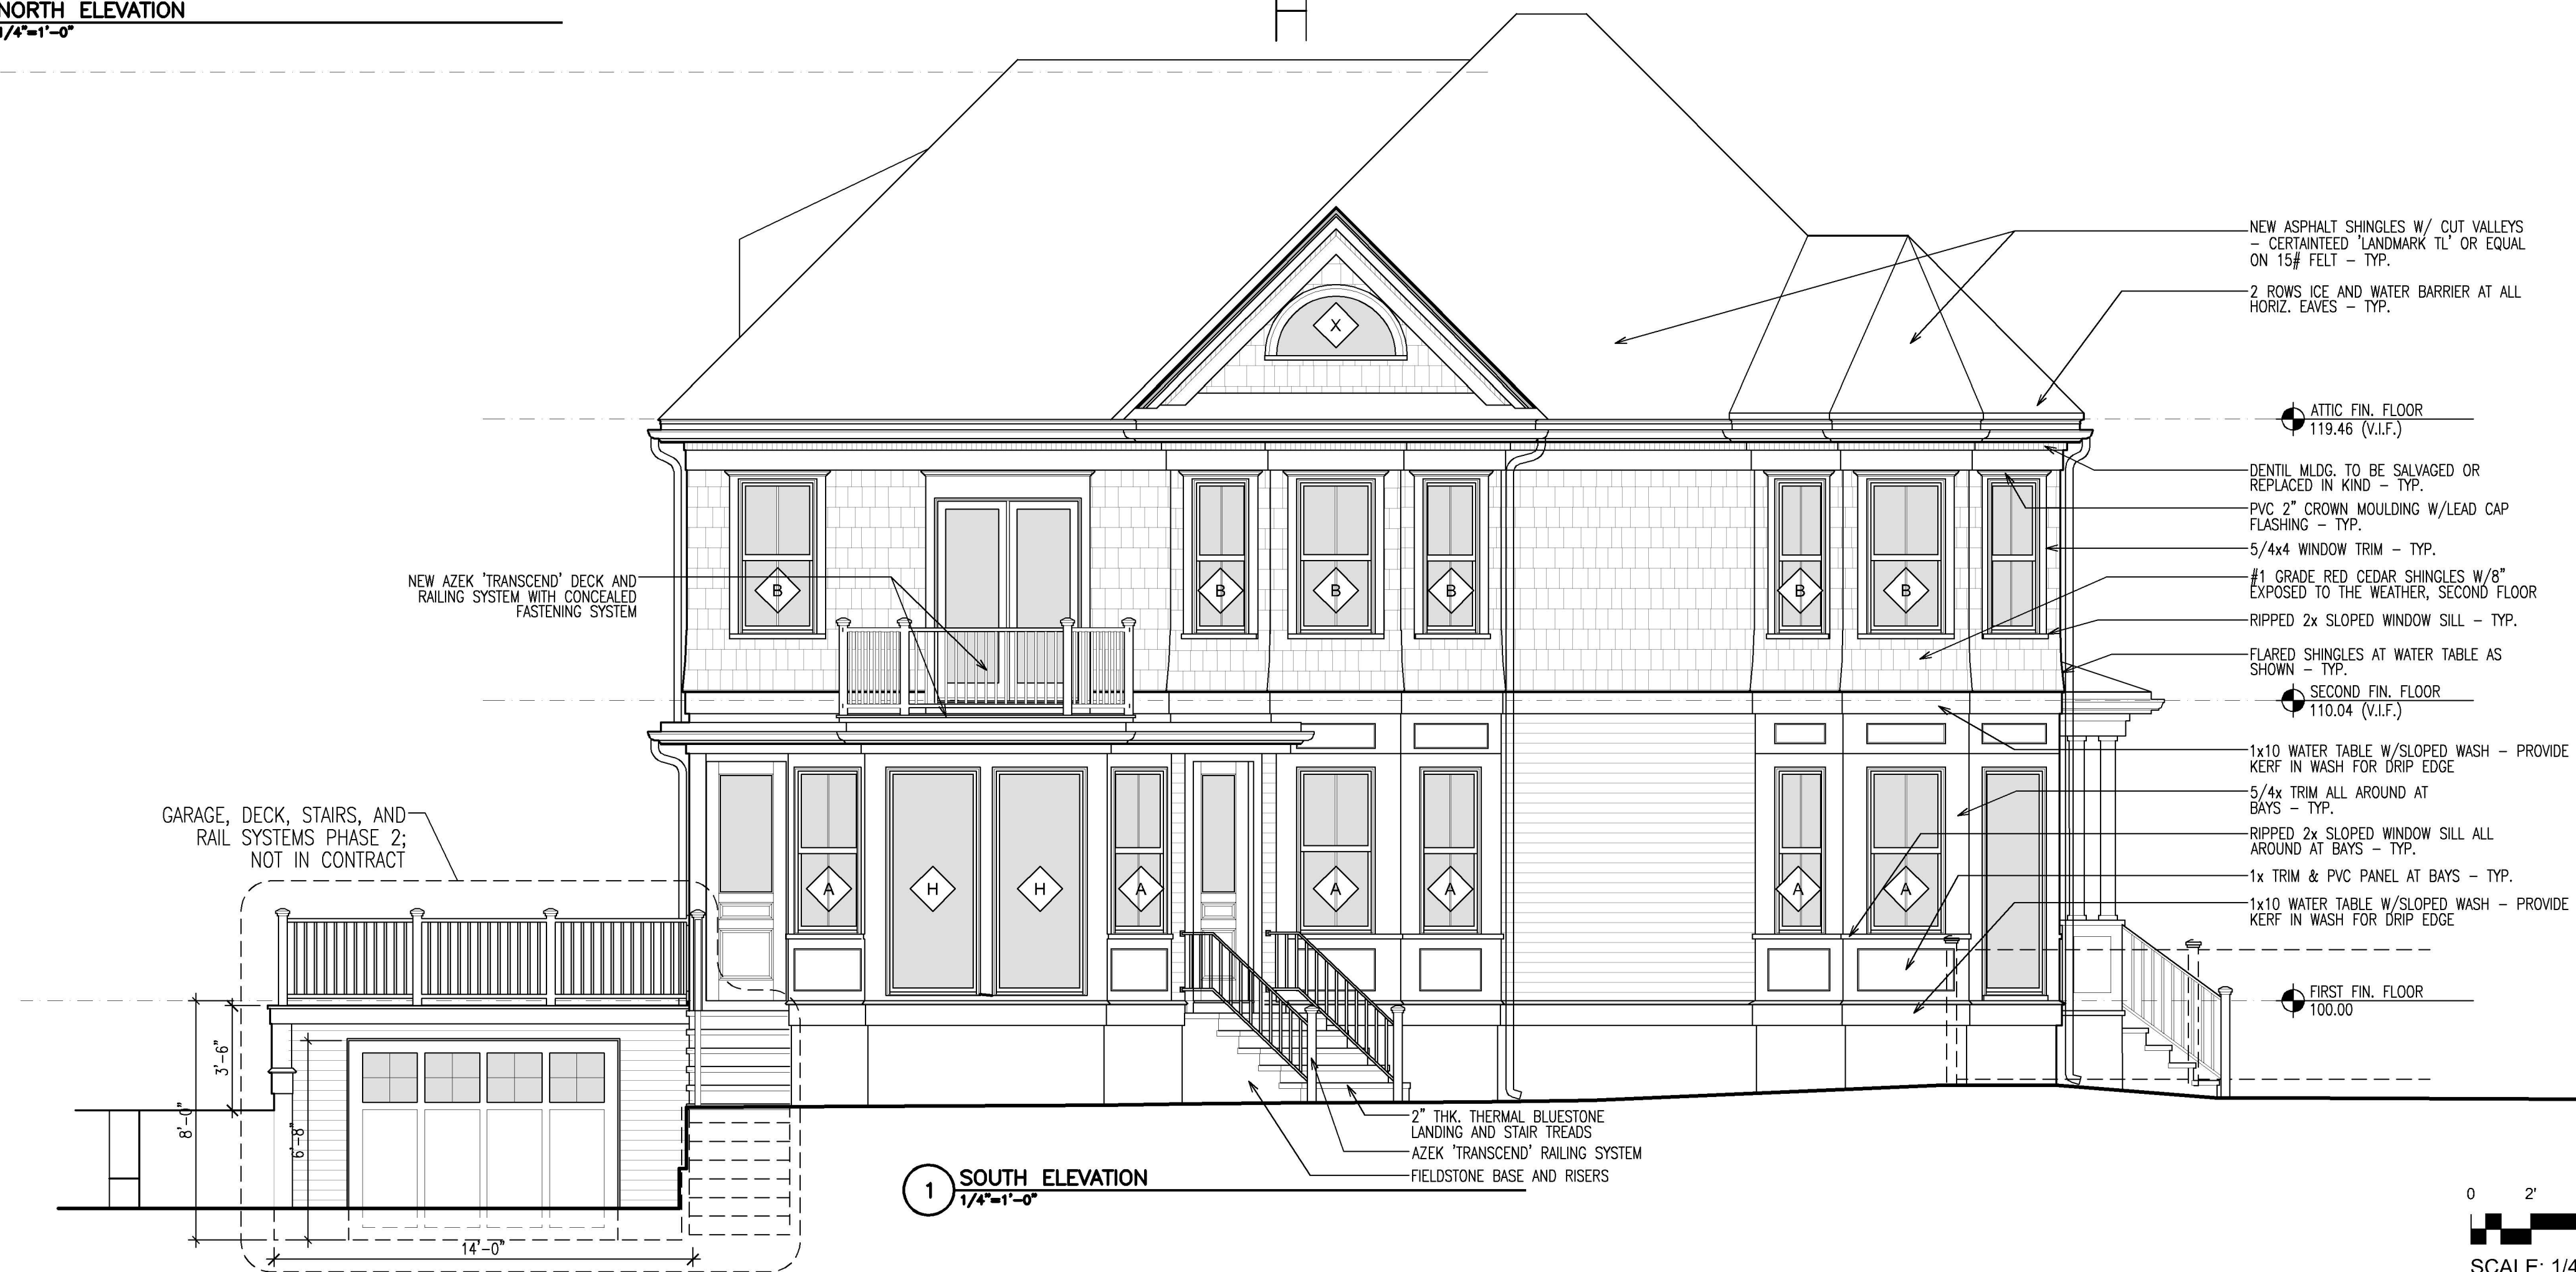 NORTH ELEVATION
1/4"=1'-0"
H
X
NEW ASPHALT SHINGLES W/ CUT VALLEYS
– CERTAINTEED 'LANDMARK TL' OR EQUAL
ON 15# FELT – TYP.
2 ROWS ICE AND WATER BARRIER AT ALL
HORIZ. EAVES – TYP.
ATTIC FIN. FLOOR
119.46 (V.I.F.)
DENTIL MLDG. TO BE SALVAGED OR
REPLACED IN KIND – TYP.
PVC 2" CROWN MOULDING W/LEAD CAP
FLASHING – TYP.
5/4x4 WINDOW TRIM – TYP.
#1 GRADE RED CEDAR SHINGLES W/8"
EXPOSED TO THE WEATHER, SECOND FLOOR
RIPPED 2x SLOPED WINDOW SILL – TYP.
FLARED SHINGLES AT WATER TABLE AS
SHOWN – TYP.
SECOND FIN. FLOOR
110.04 (V.I.F.)
1x10 WATER TABLE W/SLOPED WASH – PROVIDE
KERF IN WASH FOR DRIP EDGE
5/4x TRIM ALL AROUND AT
BAYS – TYP.
RIPPED 2x SLOPED WINDOW SILL ALL
AROUND AT BAYS – TYP.
1x TRIM & PVC PANEL AT BAYS – TYP.
1x10 WATER TABLE W/SLOPED WASH – PROVIDE
KERF IN WASH FOR DRIP EDGE
FIRST FIN. FLOOR
100.00
NEW AZEK 'TRANSCEND' DECK AND
RAILING SYSTEM WITH CONCEALED
FASTENING SYSTEM
B B B B B B
GARAGE, DECK, STAIRS, AND
RAIL SYSTEMS PHASE 2;
NOT IN CONTRACT
A H H A A A A A
3'-6"
8'-0"
6'-8"
14'-0"
2" THK. THERMAL BLUESTONE
LANDING AND STAIR TREADS
AZEK 'TRANSCEND' RAILING SYSTEM
FIELDSTONE BASE AND RISERS
1 SOUTH ELEVATION
1/4"=1'-0"
0 2'
SCALE: 1/4